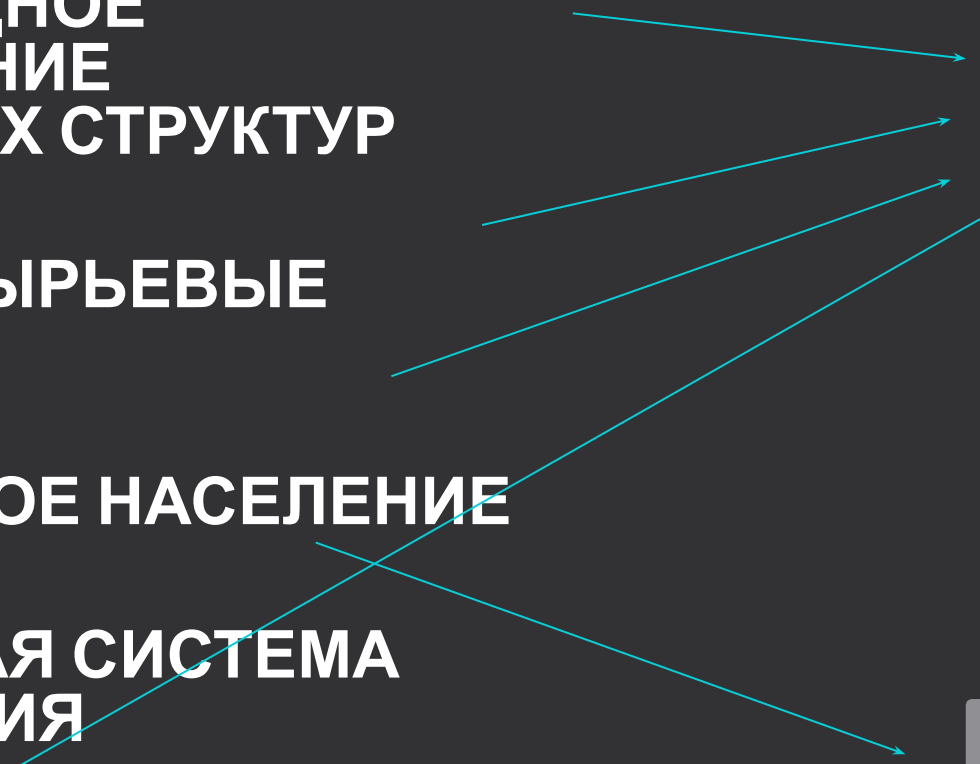 ДНОЕ
НИЕ
Х СТРУКТУР
ЫРЬЕВЫЕ
ОЕ НАСЕЛЕНИЕ
АЯ СИСТЕМА
ИЯ